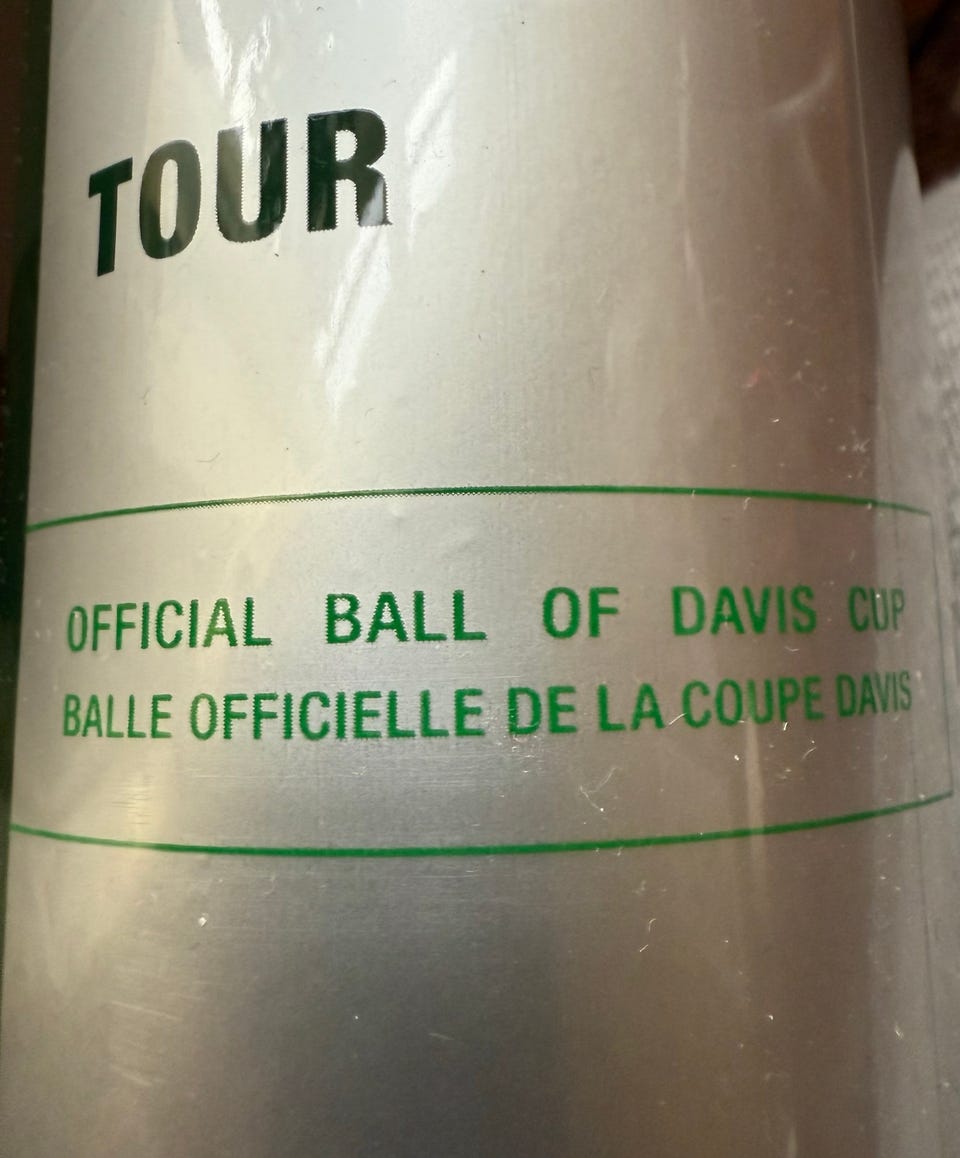 TOUR
OFFICIAL BALL OF DAVIS CUP
BALLE OFFICIELLE DE LA COUPE DAVIS